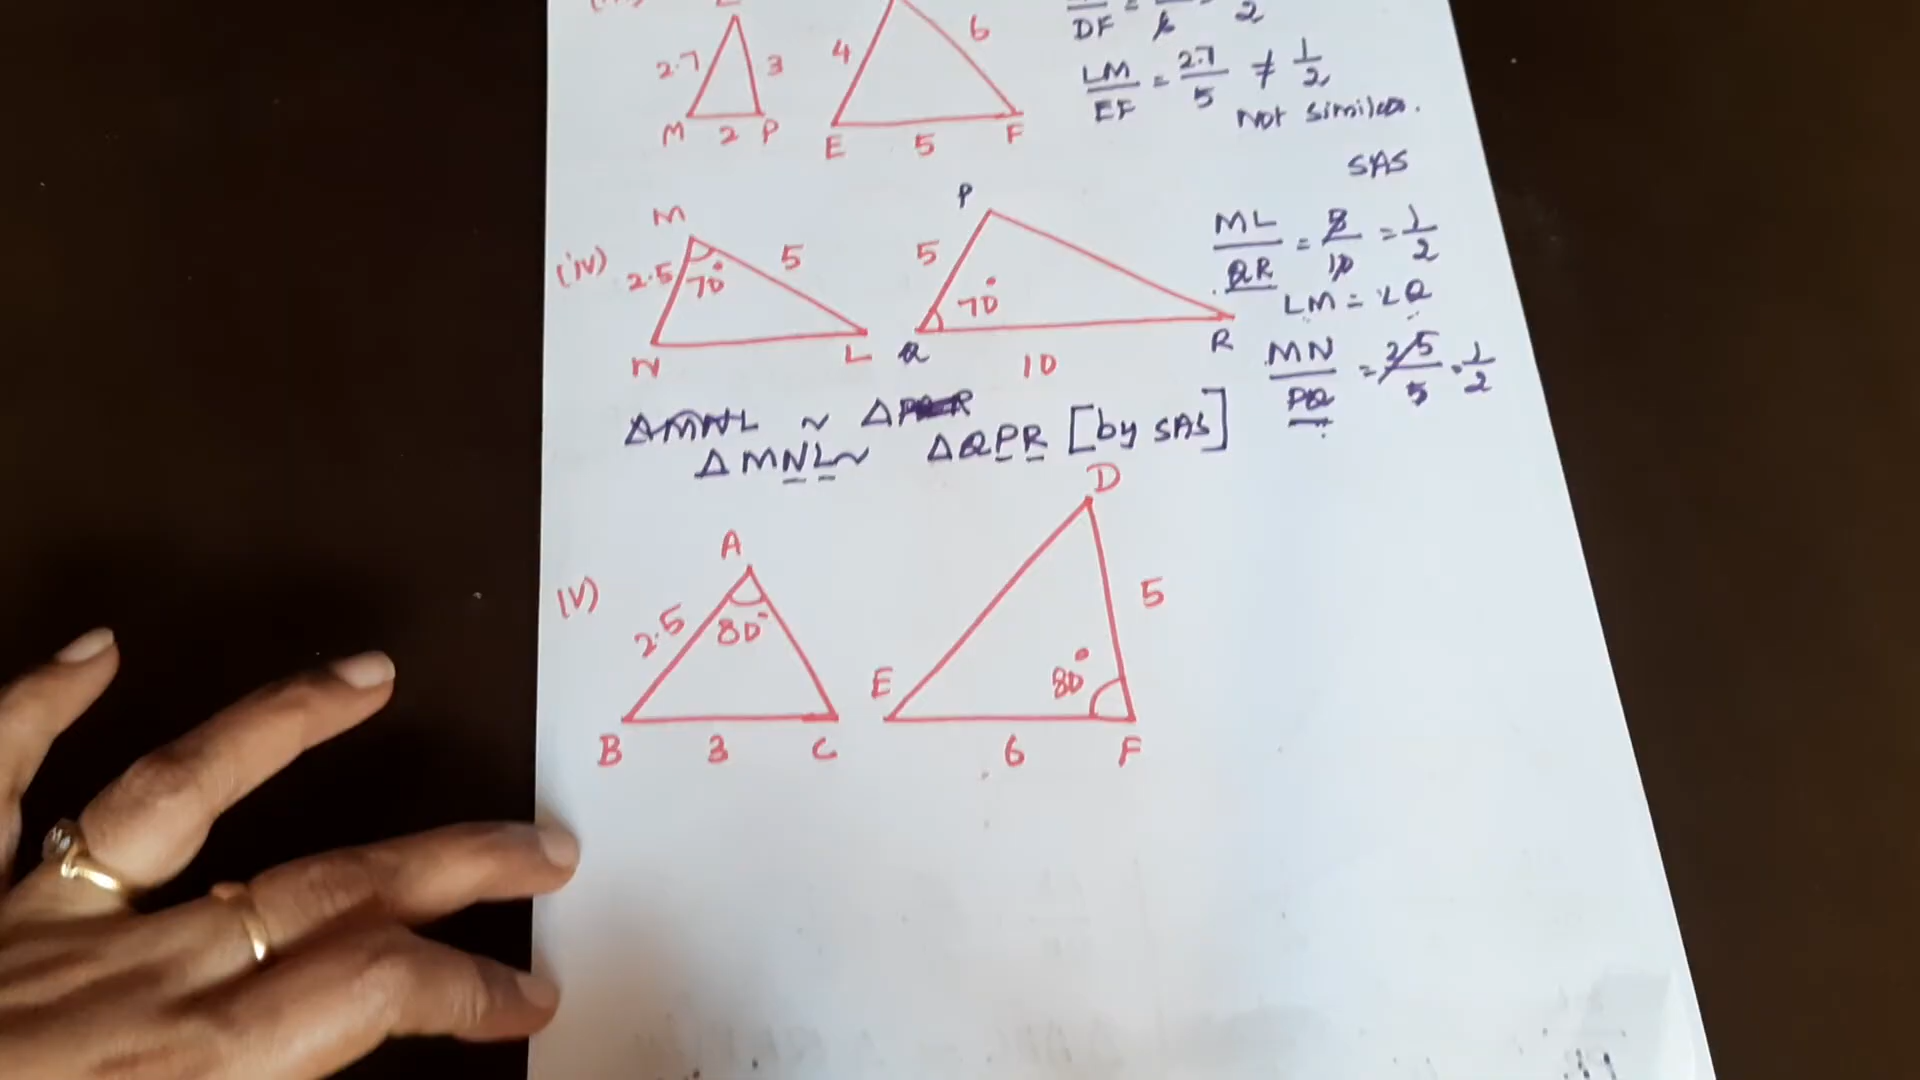 DF 2
2.7 3 4 6
LM = 2.7 ≠ 1
EF 5 2
M 2 P E 5 F
Not similar.
SAS
M P
ML = 5 = 1
QR 10 2
(iv) 2.5 70° 5 5 70°
∠M = ∠Q
N L Q 10 R
MN = 2.5 = 1
PQ 5 2
ΔMNL ~
ΔMNL ~ ΔQPR [by SAS]
D
A
(V) 2.5 80° 5
E 80°
B 3 C 6 F